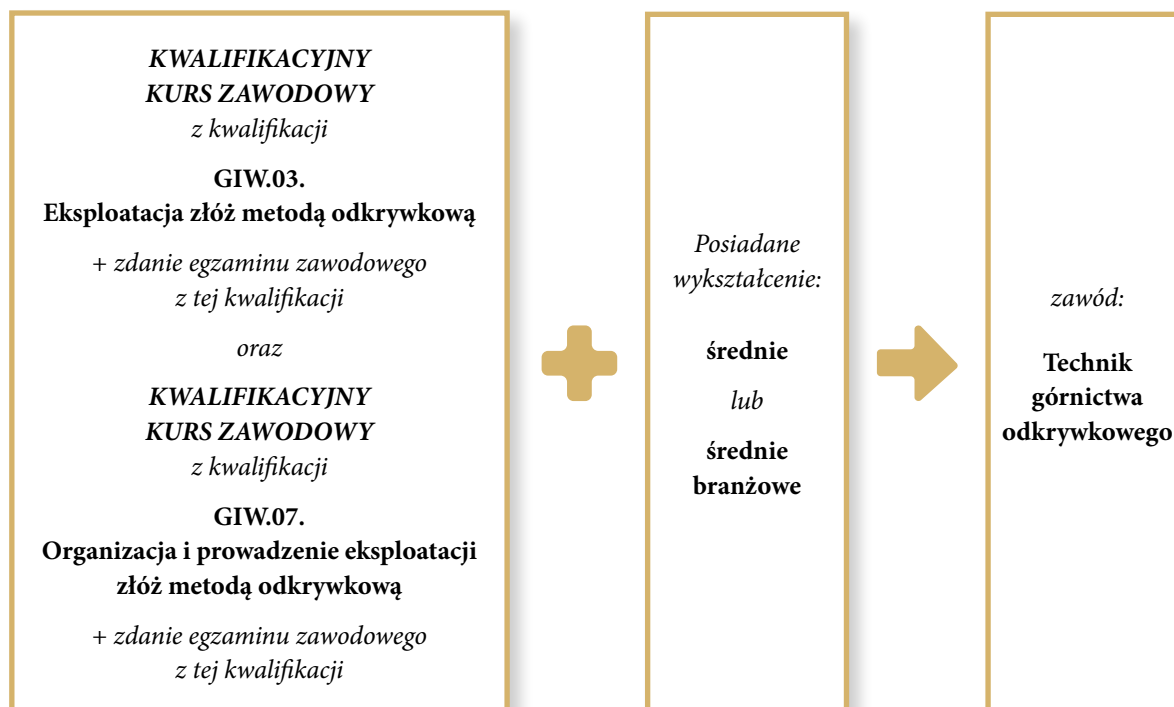 KWALIFIKACYJNY
KURS ZAWODOWY
z kwalifikacji
GIW.03.
Eksploatacja złóż metodą odkrywkową
+ zdanie egzaminu zawodowego
z tej kwalifikacji
oraz
KWALIFIKACYJNY
KURS ZAWODOWY
z kwalifikacji
GIW.07.
Organizacja i prowadzenie eksploatacji
złóż metodą odkrywkową
+ zdanie egzaminu zawodowego
z tej kwalifikacji
Posiadane
wykształcenie:
średnie
lub
średnie
branżowe
zawód:
Technik
górnictwa
odkrywkowego